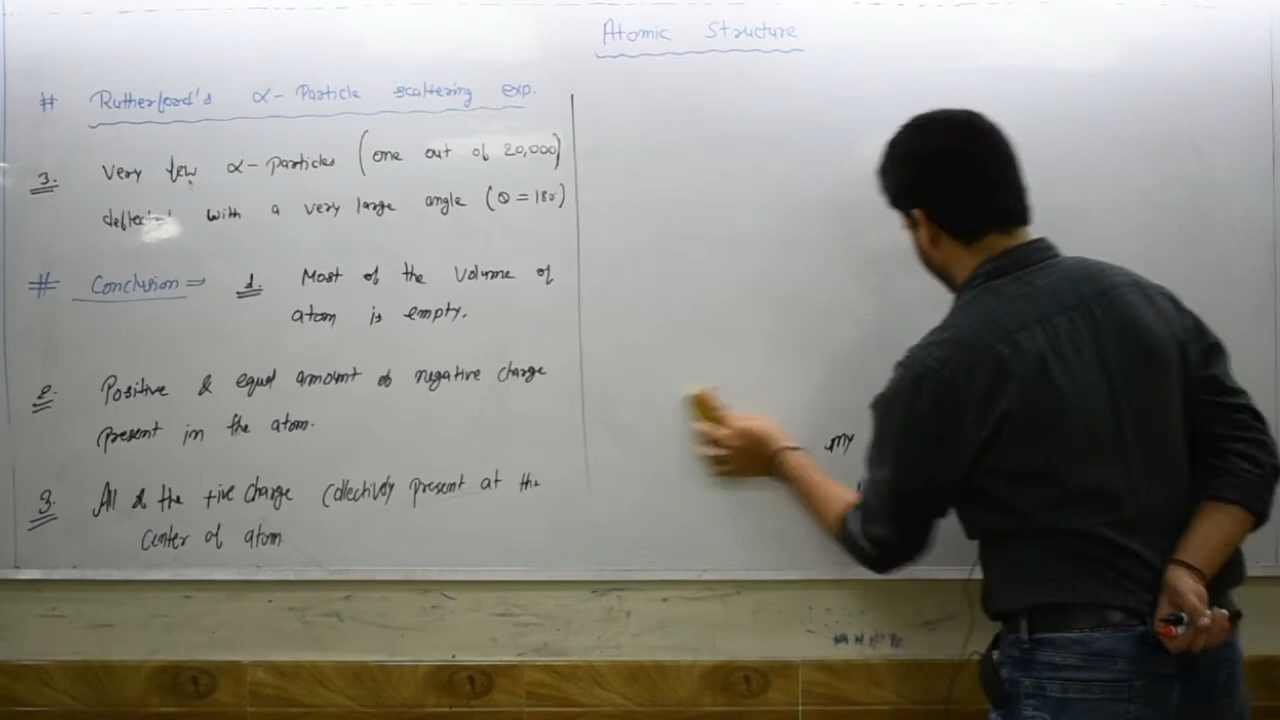 Atomic Structure
# Rutherford's α-Particle scattering exp.
3. Very few α-particles (one out of 20,000)
with a very large angle (θ = 180)
# Conclusion ⇒ 1. Most of the Volume of
atom is empty.
2. Positive & equal amount of negative charge
present in the atom.
3. All of the +ive charge collectively present at the
center of atom
my